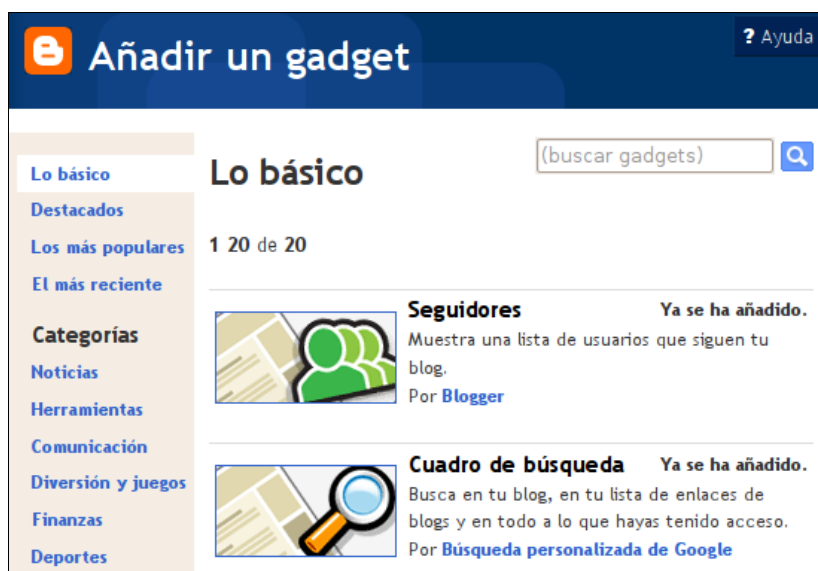 Añadir un gadget
? Ayuda
Lo básico
Destacados
Los más populares
El más reciente
Categorías
Noticias
Herramientas
Comunicación
Diversión y juegos
Finanzas
Deportes
Lo básico
(buscar gadgets)
1 20 de 20
Seguidores
Ya se ha añadido.
Muestra una lista de usuarios que siguen tu
blog.
Por Blogger
Cuadro de búsqueda
Ya se ha añadido.
Busca en tu blog, en tu lista de enlaces de
blogs y en todo a lo que hayas tenido acceso.
Por Búsqueda personalizada de Google